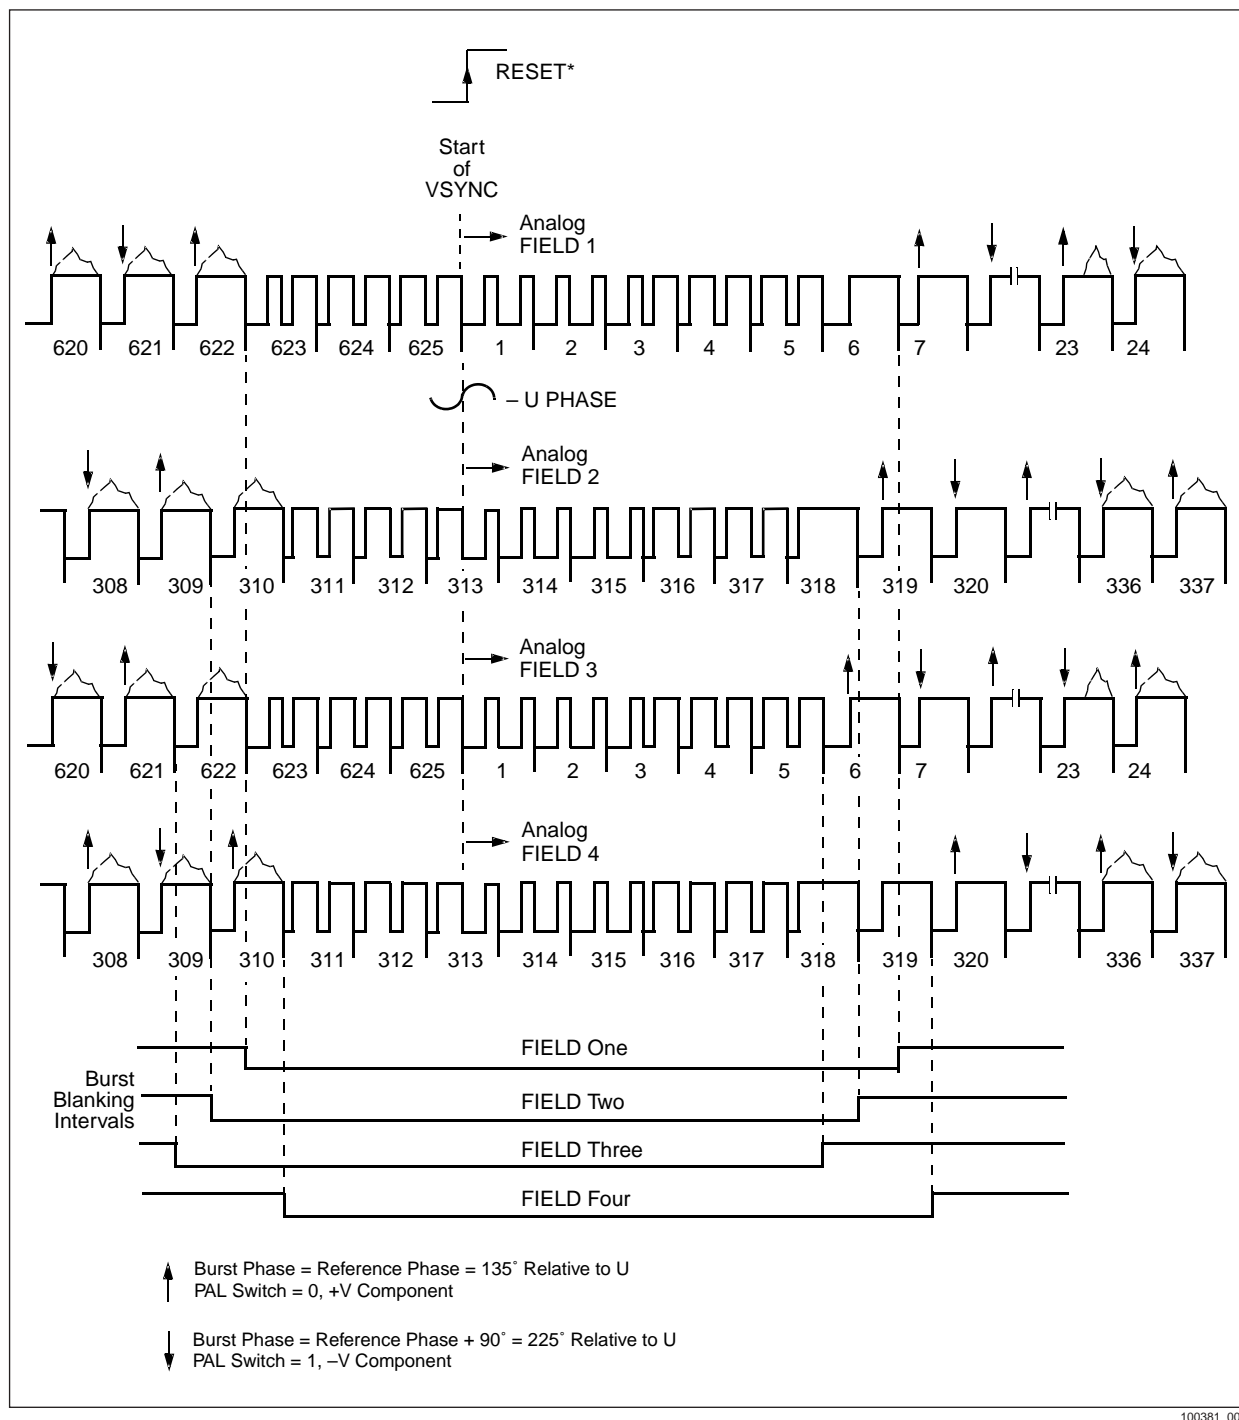 RESET*
Start
of
VSYNC
Analog
FIELD 1
620 621 622 623 624 625 1 2 3 4 5 6 7 23 24
– U PHASE
Analog
FIELD 2
308 309 310 311 312 313 314 315 316 317 318 319 320 336 337
Analog
FIELD 3
620 621 622 623 624 625 1 2 3 4 5 6 7 23 24
Analog
FIELD 4
308 309 310 311 312 313 314 315 316 317 318 319 320 336 337
Burst
Blanking
Intervals
FIELD One
FIELD Two
FIELD Three
FIELD Four
Burst Phase = Reference Phase = 135° Relative to U
PAL Switch = 0, +V Component
Burst Phase = Reference Phase + 90° = 225° Relative to U
PAL Switch = 1, –V Component